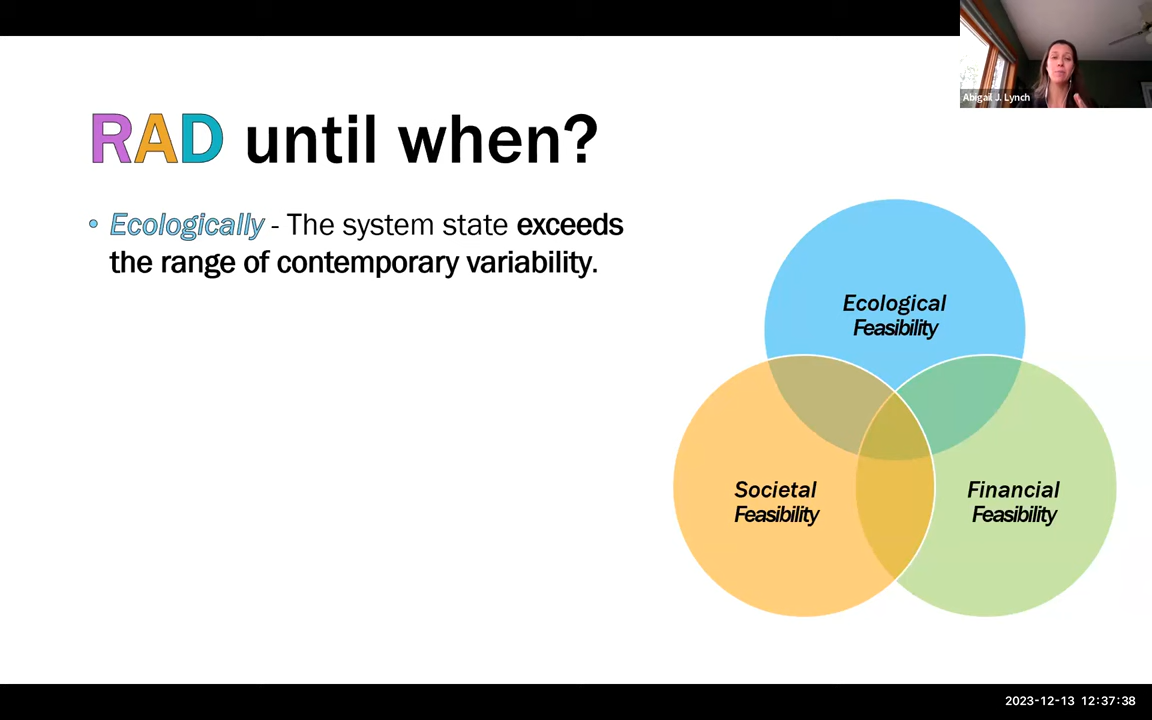 Abigail J. Lynch
RAD until when?
• Ecologically - The system state exceeds
the range of contemporary variability.
Ecological
Feasibility
Societal
Feasibility
Financial
Feasibility
2023-12-13 12:37:38